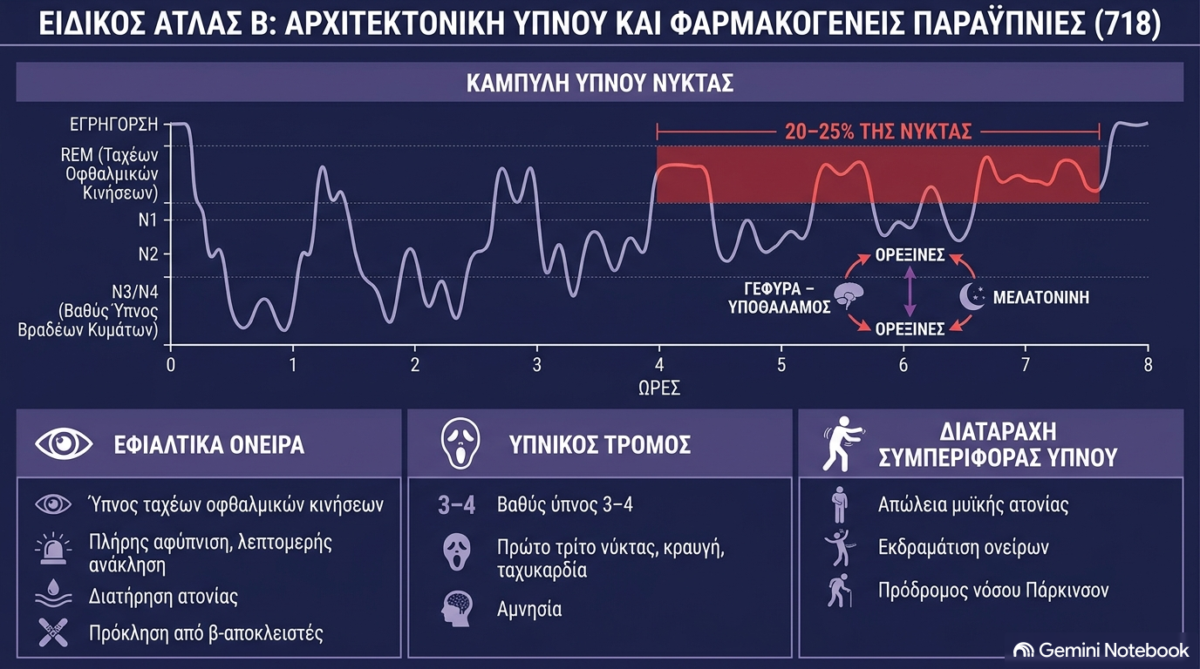 ΕΙΔΙΚΟΣ ΑΤΛΑΣ Β: ΑΡΧΙΤΕΚΤΟΝΙΚΗ ΥΠΝΟΥ ΚΑΙ ΦΑΡΜΑΚΟΓΕΝΕΙΣ ΠΑΡΑΫΠΝΙΕΣ (718)
ΚΑΜΠΥΛΗ ΥΠΝΟΥ ΝΥΚΤΑΣ
ΕΓΡΗΓΟΡΣΗ
REM (Ταχέων
Οφθαλμικών
Κινήσεων)
N1
N2
N3/N4
(Βαθύς Ύπνος
Βραδέων Κυμάτων)
20–25% ΤΗΣ ΝΥΚΤΑΣ
ΟΡΕΞΙΝΕΣ
ΓΕΦΥΡΑ –
ΥΠΟΘΑΛΑΜΟΣ
ΜΕΛΑΤΟΝΙΝΗ
ΟΡΕΞΙΝΕΣ
0 1 2 3 4 5 6 7 8
ΩΡΕΣ
ΕΦΙΑΛΤΙΚΑ ΟΝΕΙΡΑ
Ύπνος ταχέων οφθαλμικών κινήσεων
Πλήρης αφύπνιση, λεπτομερής
ανάκληση
Διατήρηση ατονίας
Πρόκληση από β-αποκλειστές
ΥΠΝΙΚΟΣ ΤΡΟΜΟΣ
3–4 Βαθύς ύπνος 3–4
Πρώτο τρίτο νύκτας, κραυγή,
ταχυκαρδία
Αμνησία
ΔΙΑΤΑΡΑΧΗ
ΣΥΜΠΕΡΙΦΟΡΑΣ ΥΠΝΟΥ
Απώλεια μυϊκής ατονίας
Εκδραμάτιση ονείρων
Πρόδρομος νόσου Πάρκινσον
Gemini Notebook